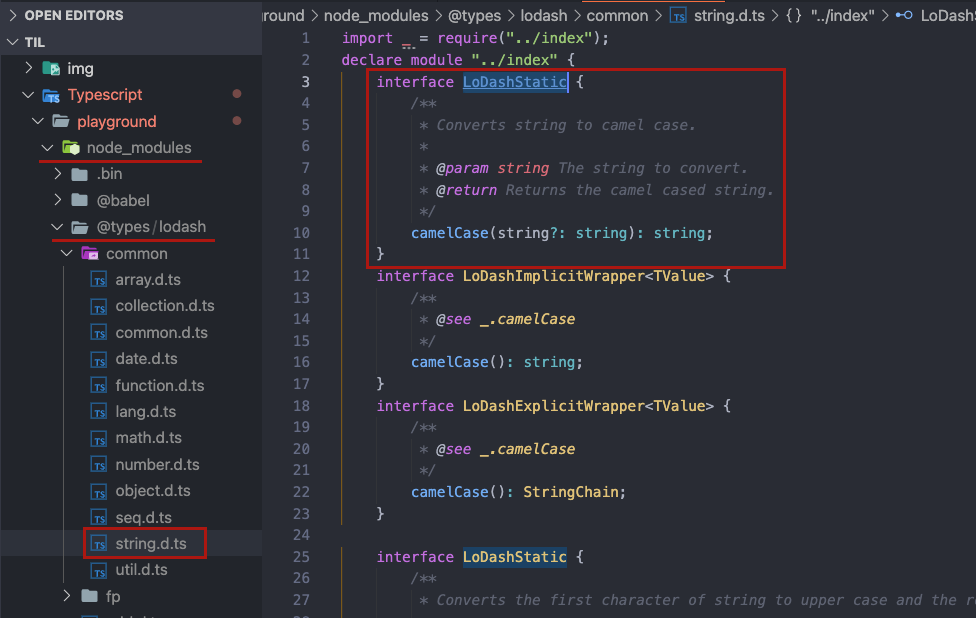 OPEN EDITORS
TIL
img
Typescript
playground
node_modules
.bin
@babel
@types/lodash
common
array.d.ts
collection.d.ts
common.d.ts
date.d.ts
function.d.ts
lang.d.ts
math.d.ts
number.d.ts
object.d.ts
seq.d.ts
string.d.ts
util.d.ts
fp
round > node_modules > @types > lodash > common > TS string.d.ts > {} "../index" > LoDashS
1 import _ = require("../index");
2 declare module "../index" {
3 interface LoDashStatic {
4 /**
5 * Converts string to camel case.
6 *
7 * @param string The string to convert.
8 * @return Returns the camel cased string.
9 */
10 camelCase(string?: string): string;
11 }
12 interface LoDashImplicitWrapper<TValue> {
13 /**
14 * @see _.camelCase
15 */
16 camelCase(): string;
17 }
18 interface LoDashExplicitWrapper<TValue> {
19 /**
20 * @see _.camelCase
21 */
22 camelCase(): StringChain;
23 }
24
25 interface LoDashStatic {
26 /**
27 * Converts the first character of string to upper case and the